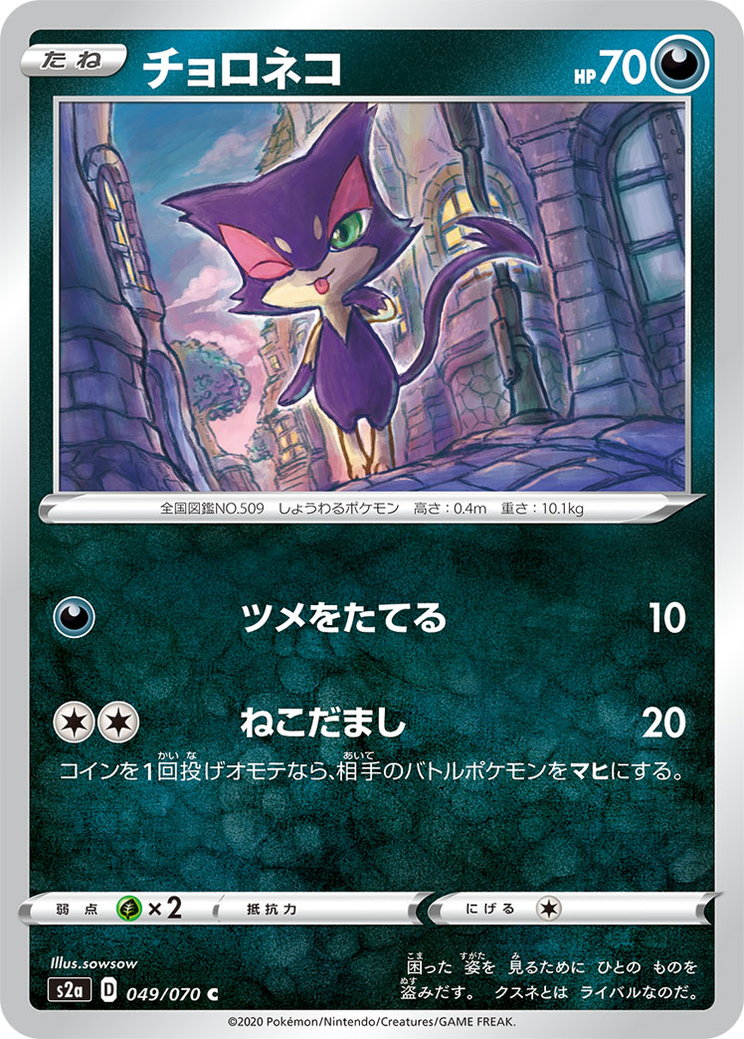 たね チョロネコ HP70
全国図鑑NO.509 しょうわるポケモン 高さ:0.4m 重さ:10.1kg
ツメをたてる 10
ねこだまし 20
コインを1回投げオモテなら、相手のバトルポケモンをマヒにする。
弱点 ×2 抵抗力 にげる
Illus.sowsow
困った 姿を 見るために ひとの ものを
盗みだす。 クスネとは ライバルなのだ。
s2a D 049/070 C
©2020 Pokémon/Nintendo/Creatures/GAME FREAK.